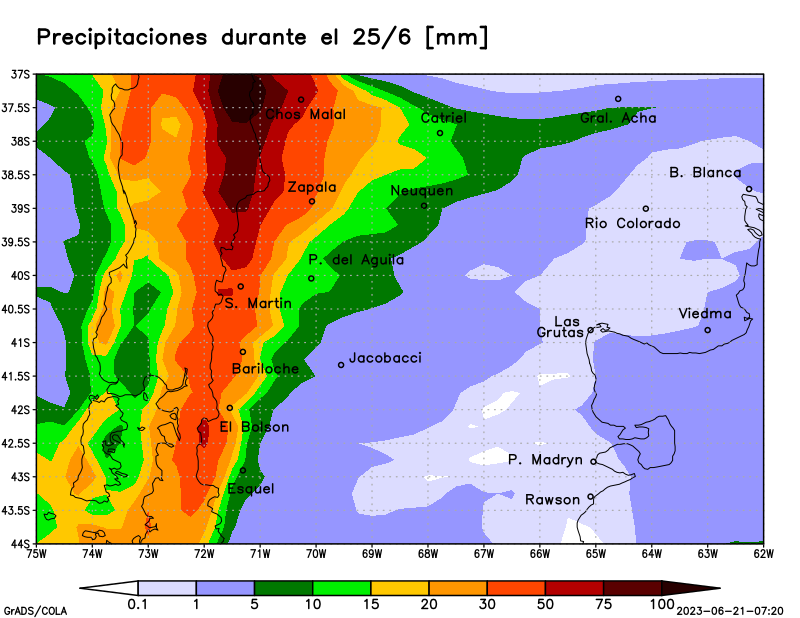 Precipitaciones durante el 25/6 [mm]
37S
37.5S
Chos Malal
Catriel
Gral. Acha
38S
38.5S
B. Blanca
Zapala
Neuquen
39S
Rio Colorado
39.5S
P. del Aguila
40S
S. Martin
40.5S
Viedma
Las
Grutas
41S
Jacobacci
Bariloche
41.5S
42S
El Bolson
42.5S
P. Madryn
43S
Esquel
Rawson
43.5S
44S
75W 74W 73W 72W 71W 70W 69W 68W 67W 66W 65W 64W 63W 62W
0.1 1 5 10 15 20 30 50 75 100
GrADS/COLA
2023-06-21-07:20